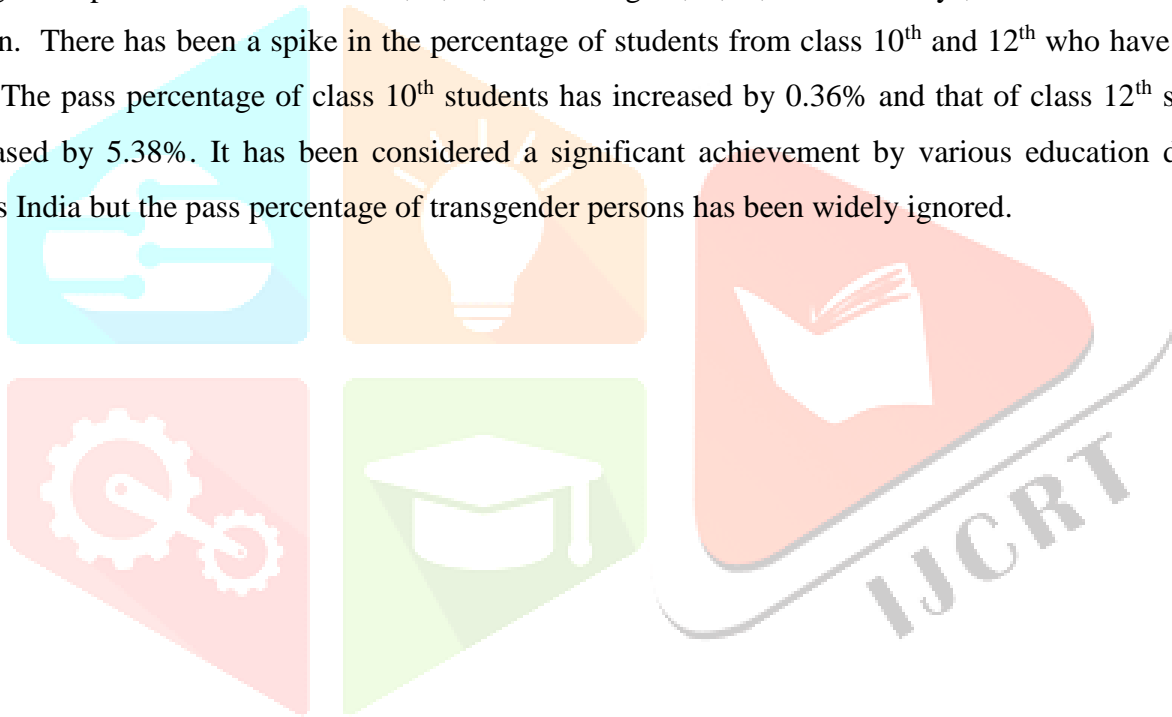 n. There has been a spike in the percentage of students from class 10th and 12th who have
The pass percentage of class 10th students has increased by 0.36% and that of class 12th s
ased by 5.38%. It has been considered a significant achievement by various education d
s India but the pass percentage of transgender persons has been widely ignored.
IJCRT